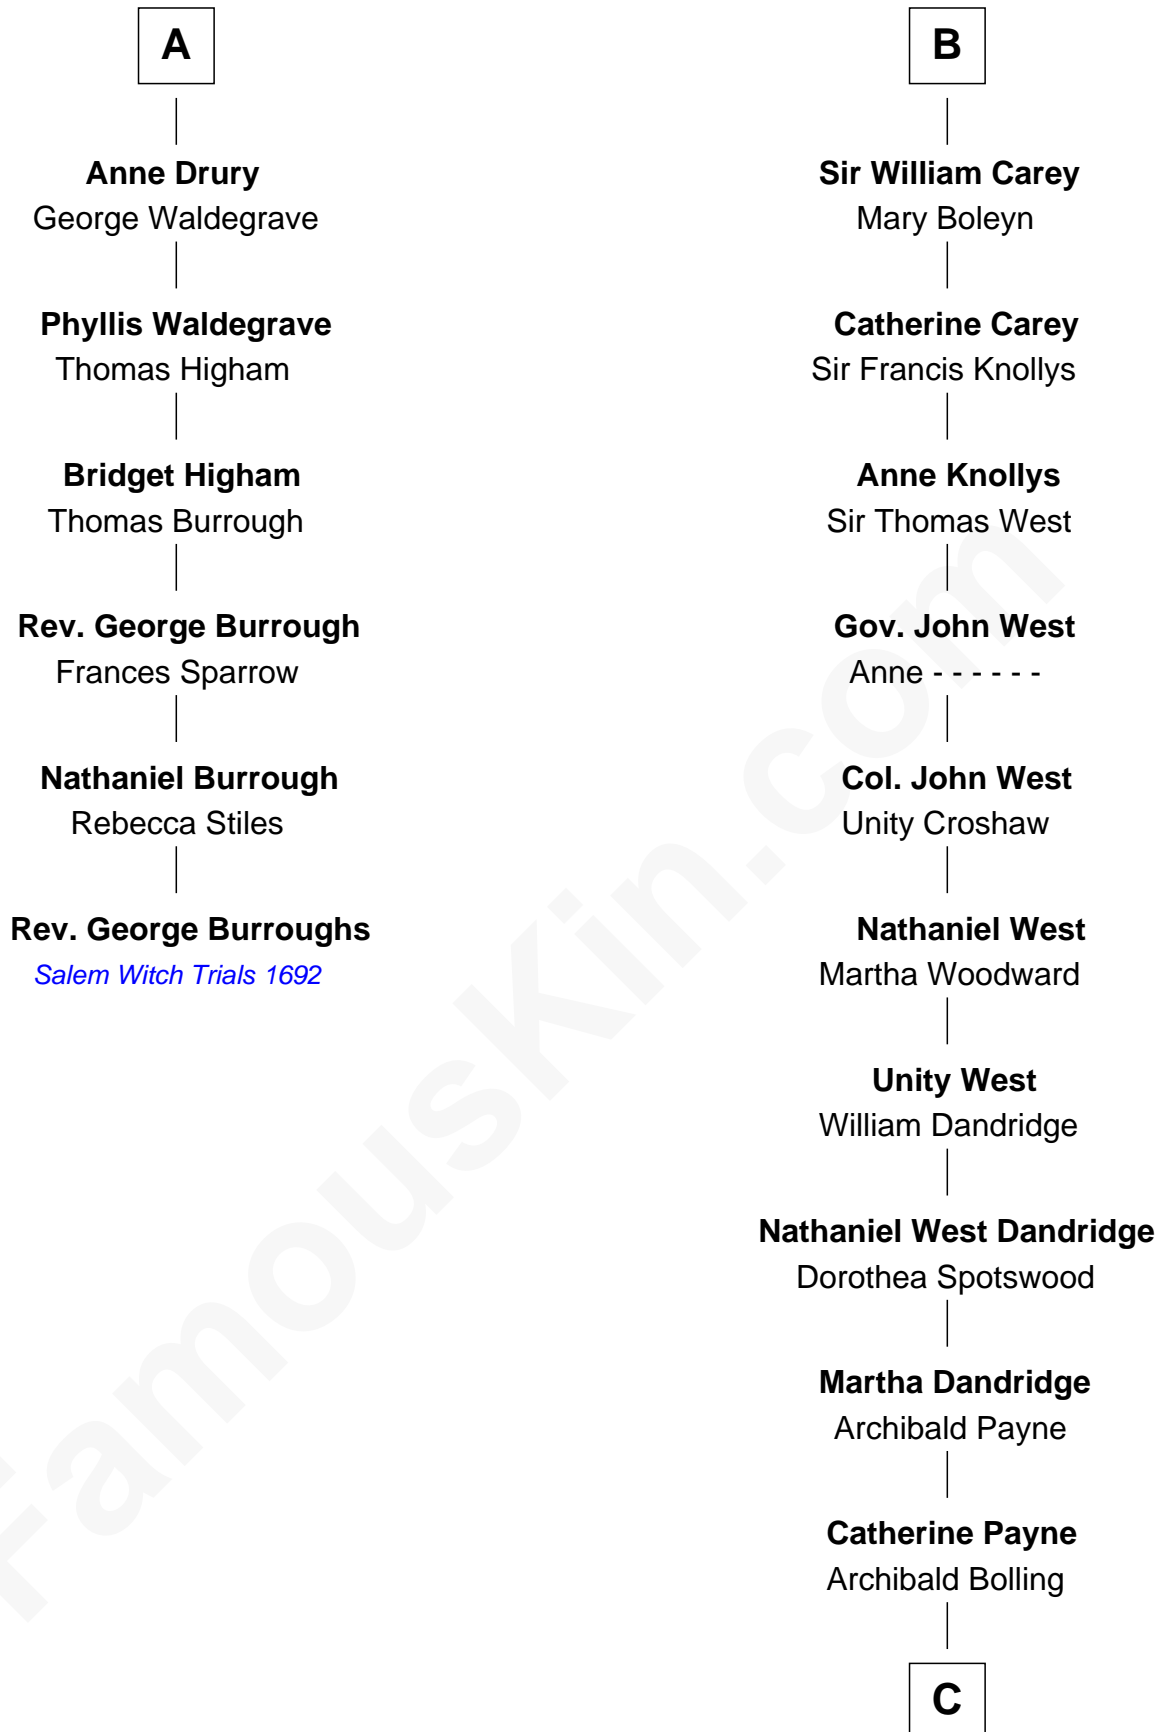 A
Anne Drury
George Waldegrave
Phyllis Waldegrave
Thomas Higham
Bridget Higham
Thomas Burrough
Rev. George Burrough
Frances Sparrow
Nathaniel Burrough
Rebecca Stiles
Rev. George Burroughs
Salem Witch Trials 1692
B
Sir William Carey
Mary Boleyn
Catherine Carey
Sir Francis Knollys
Anne Knollys
Sir Thomas West
Gov. John West
Anne - - - - - -
Col. John West
Unity Croshaw
Nathaniel West
Martha Woodward
Unity West
William Dandridge
Nathaniel West Dandridge
Dorothea Spotswood
Martha Dandridge
Archibald Payne
Catherine Payne
Archibald Bolling
C
FamousKin.com